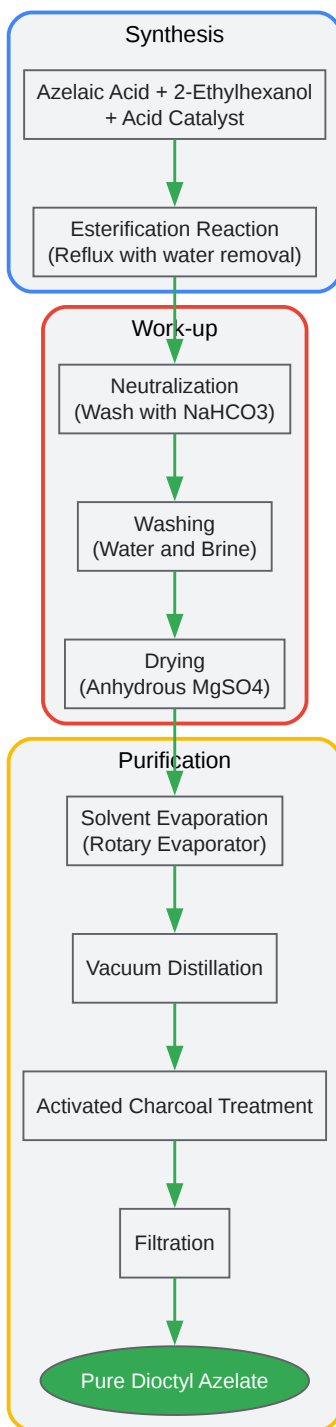 Synthesis
Azelaic Acid + 2-Ethylhexanol
+ Acid Catalyst
Esterification Reaction
(Reflux with water removal)
Work-up
Neutralization
(Wash with NaHCO3)
Washing
(Water and Brine)
Drying
(Anhydrous MgSO4)
Purification
Solvent Evaporation
(Rotary Evaporator)
Vacuum Distillation
Activated Charcoal Treatment
Filtration
Pure Dioctyl Azelate